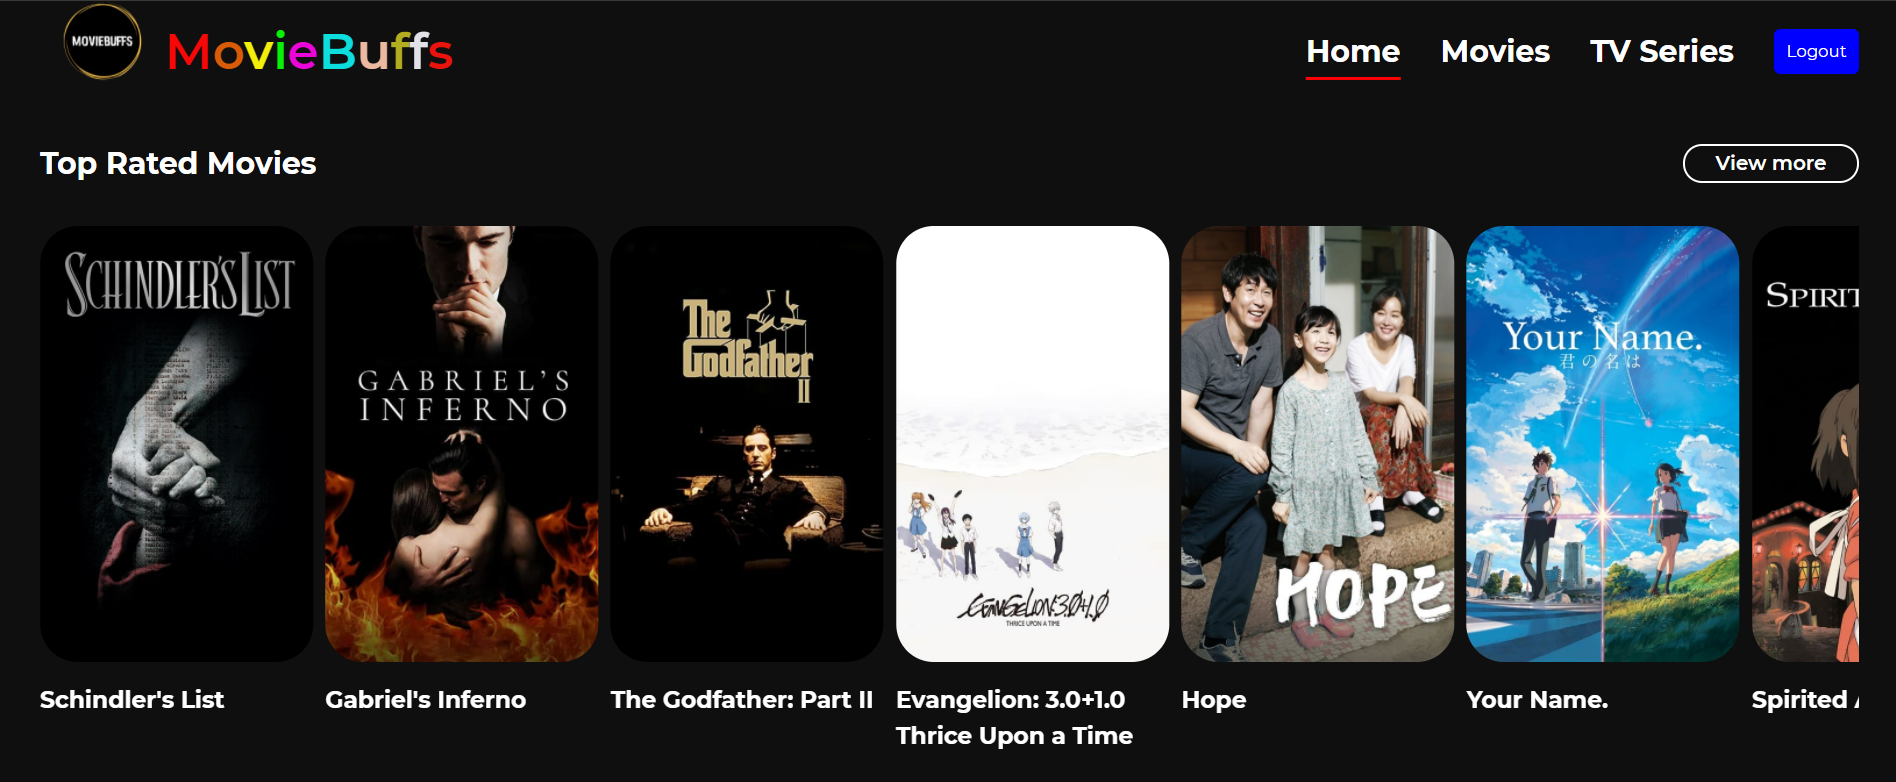 MOVIEBUFFS
MovieBuffs
Home Movies TV Series Logout
Top Rated Movies
View more
SCHINDLER'S LIST
GABRIEL'S
INFERNO
The
Godfather
II
EVANGELION:3.0+1.0
THRICE UPON A TIME
HOPE
Your Name.
君の名は
SPIRIT
Schindler's List
Gabriel's Inferno
The Godfather: Part II
Evangelion: 3.0+1.0
Thrice Upon a Time
Hope
Your Name.
Spirited